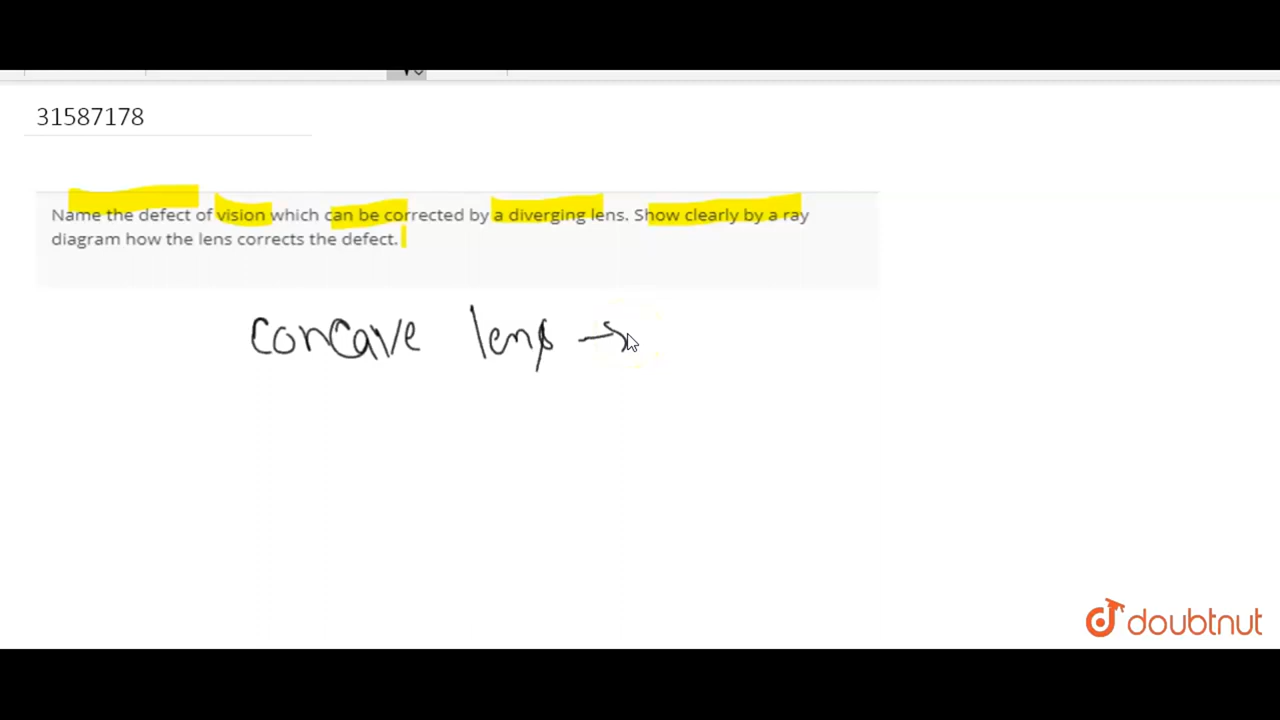 31587178
Name the defect of vision which can be corrected by a diverging lens. Show clearly by a ray
diagram how the lens corrects the defect.
concave lens →
doubtnut